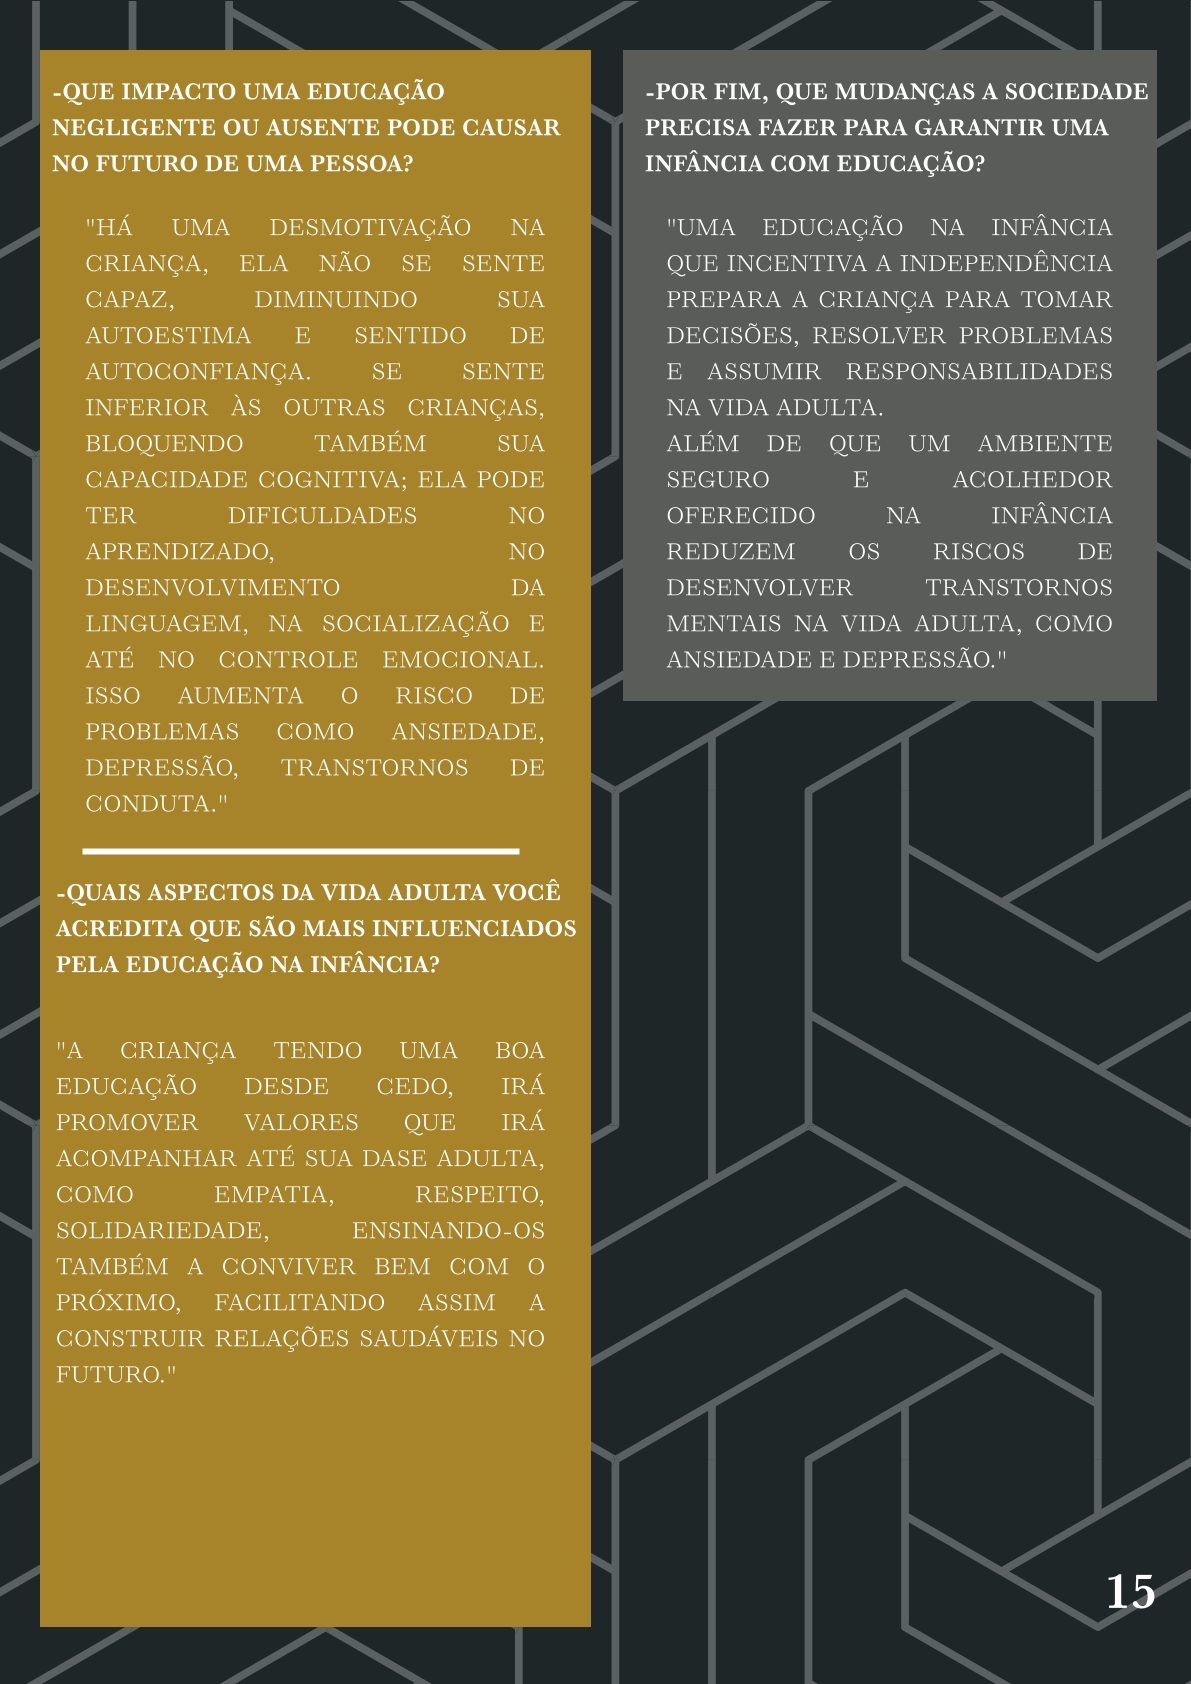 -QUE IMPACTO UMA EDUCAÇÃO
NEGLIGENTE OU AUSENTE PODE CAUSAR
NO FUTURO DE UMA PESSOA?
"HÁ UMA DESMOTIVAÇÃO NA
CRIANÇA, ELA NÃO SE SENTE
CAPAZ, DIMINUINDO SUA
AUTOESTIMA E SENTIDO DE
AUTOCONFIANÇA. SE SENTE
INFERIOR ÀS OUTRAS CRIANÇAS,
BLOQUENDO TAMBÉM SUA
CAPACIDADE COGNITIVA; ELA PODE
TER DIFICULDADES NO
APRENDIZADO, NO
DESENVOLVIMENTO DA
LINGUAGEM, NA SOCIALIZAÇÃO E
ATÉ NO CONTROLE EMOCIONAL.
ISSO AUMENTA O RISCO DE
PROBLEMAS COMO ANSIEDADE,
DEPRESSÃO, TRANSTORNOS DE
CONDUTA."
-QUAIS ASPECTOS DA VIDA ADULTA VOCÊ
ACREDITA QUE SÃO MAIS INFLUENCIADOS
PELA EDUCAÇÃO NA INFÂNCIA?
"A CRIANÇA TENDO UMA BOA
EDUCAÇÃO DESDE CEDO, IRÁ
PROMOVER VALORES QUE IRÁ
ACOMPANHAR ATÉ SUA DASE ADULTA,
COMO EMPATIA, RESPEITO,
SOLIDARIEDADE, ENSINANDO-OS
TAMBÉM A CONVIVER BEM COM O
PRÓXIMO, FACILITANDO ASSIM A
CONSTRUIR RELAÇÕES SAUDÁVEIS NO
FUTURO."
-POR FIM, QUE MUDANÇAS A SOCIEDADE
PRECISA FAZER PARA GARANTIR UMA
INFÂNCIA COM EDUCAÇÃO?
"UMA EDUCAÇÃO NA INFÂNCIA
QUE INCENTIVA A INDEPENDÊNCIA
PREPARA A CRIANÇA PARA TOMAR
DECISÕES, RESOLVER PROBLEMAS
E ASSUMIR RESPONSABILIDADES
NA VIDA ADULTA.
ALÉM DE QUE UM AMBIENTE
SEGURO E ACOLHEDOR
OFERECIDO NA INFÂNCIA
REDUZEM OS RISCOS DE
DESENVOLVER TRANSTORNOS
MENTAIS NA VIDA ADULTA, COMO
ANSIEDADE E DEPRESSÃO."
15